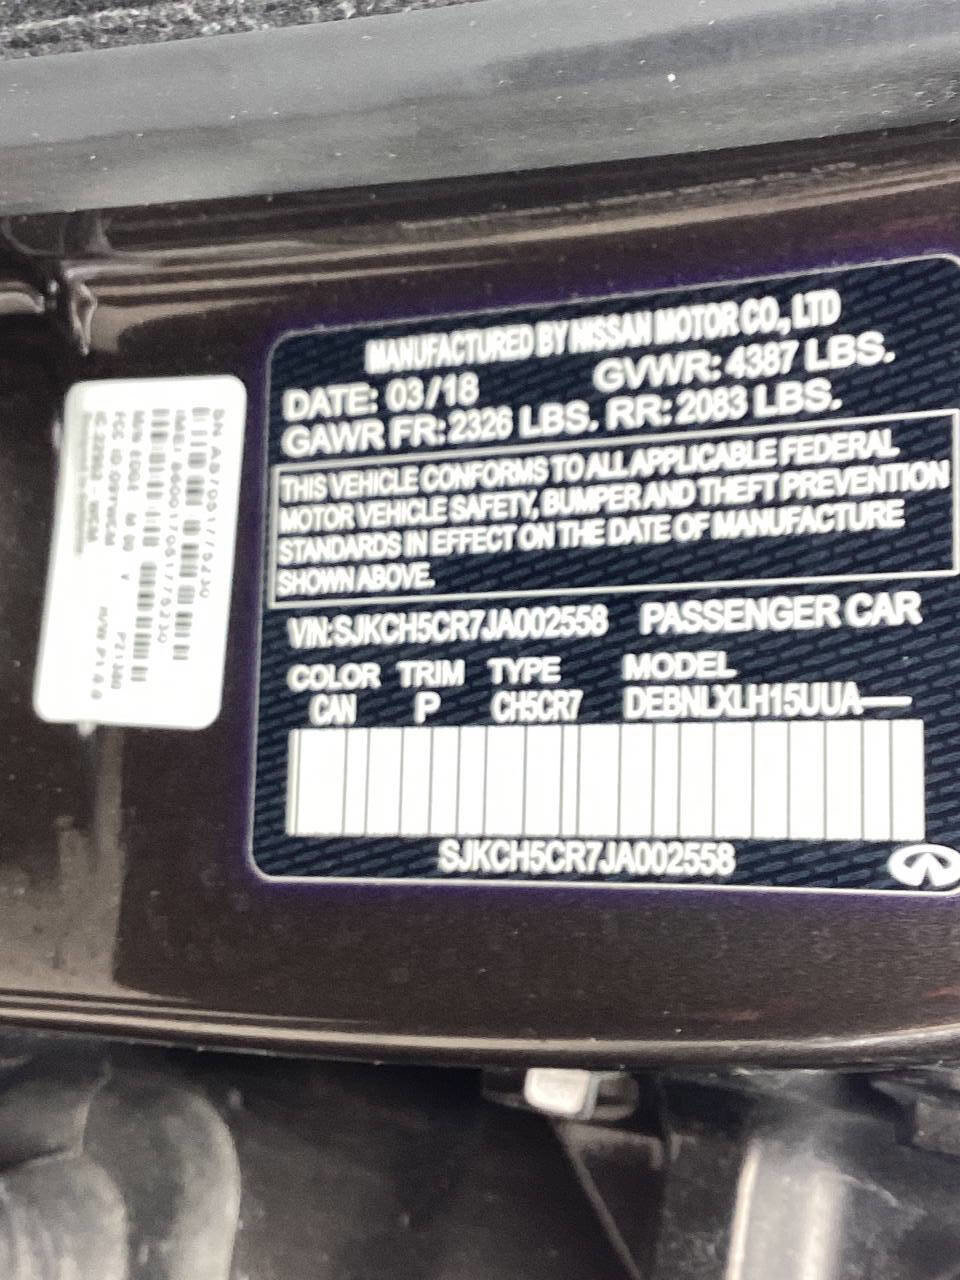 MANUFACTURED BY NISSAN MOTOR CO., LTD
DATE: 03/18 GVWR: 4387 LBS.
GAWR FR: 2326 LBS. RR: 2083 LBS.
THIS VEHICLE CONFORMS TO ALL APPLICABLE FEDERAL
MOTOR VEHICLE SAFETY, BUMPER AND THEFT PREVENTION
STANDARDS IN EFFECT ON THE DATE OF MANUFACTURE
SHOWN ABOVE.
VIN: SJKCH5CR7JA002558 PASSENGER CAR
COLOR TRIM TYPE MODEL
CAN P CH5CR7 DEBNLXLH15UUA—
SJKCH5CR7JA002558